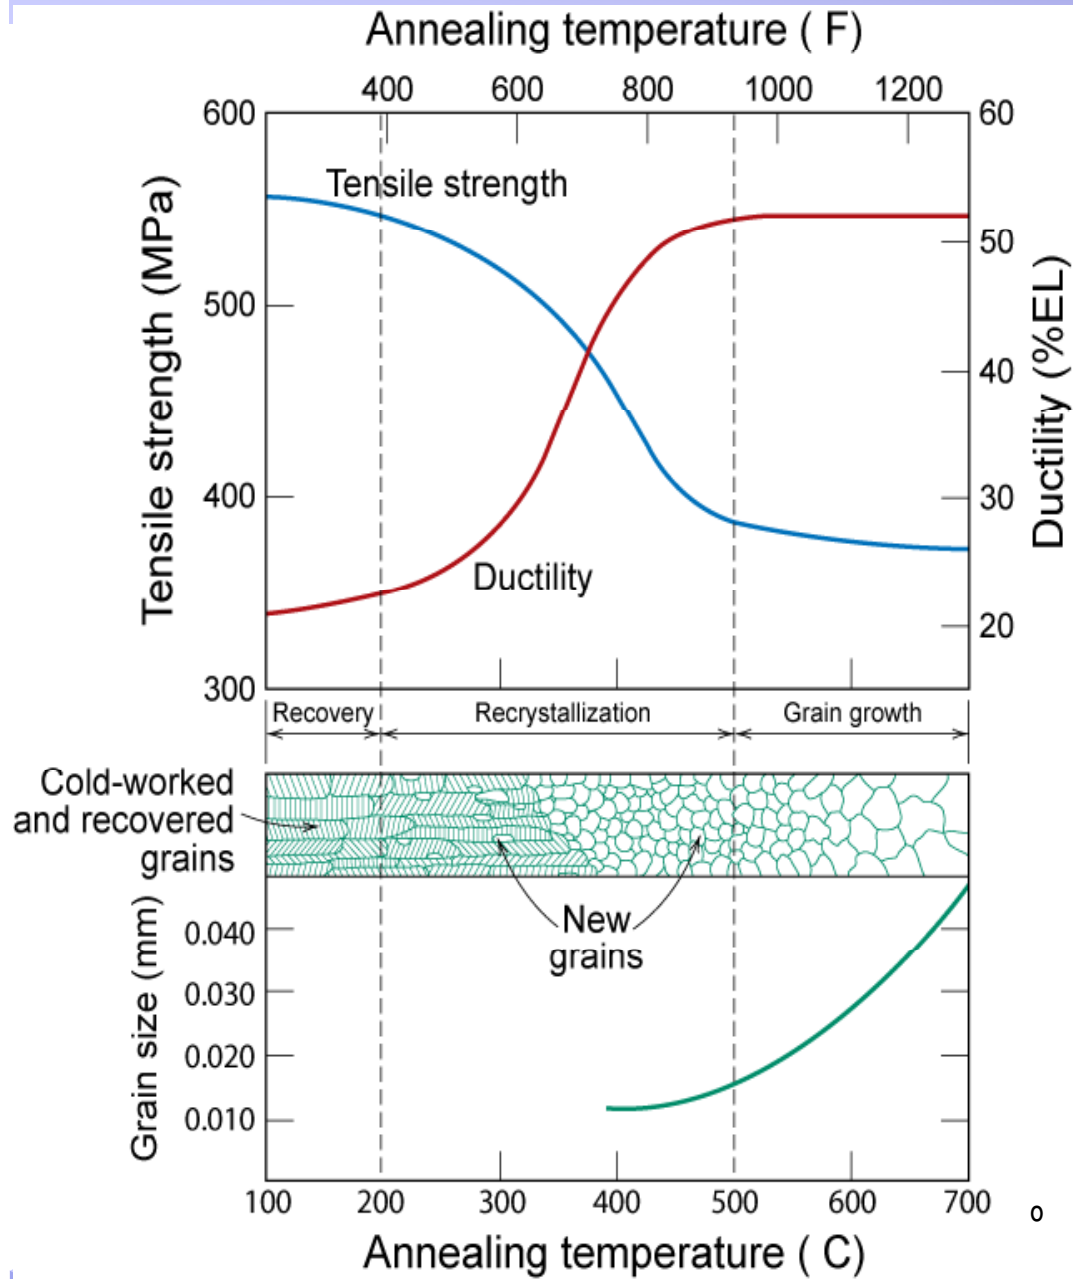 Annealing temperature ( F)
400 600 800 1000 1200
600 60
Tensile strength
50
500
40
400 30
Ductility
20
300
Tensile strength (MPa)
Ductility (%EL)
Recovery Recrystallization Grain growth
Cold-worked
and recovered
grains
New
grains
0.040
0.030
0.020
0.010
Grain size (mm)
100 200 300 400 500 600 700 o
Annealing temperature ( C)